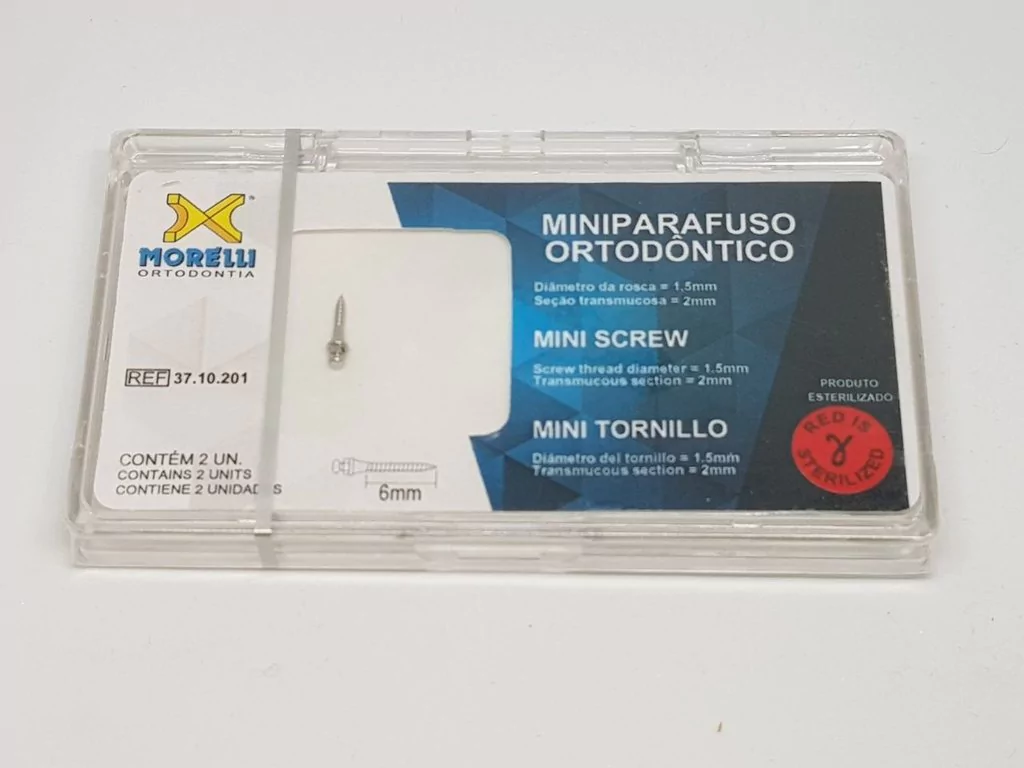 MORELLI
ORTODONTIA
REF 37.10.201
CONTÉM 2 UN.
CONTAINS 2 UNITS
CONTIENE 2 UNIDADES
6mm
MINIPARAFUSO
ORTODÔNTICO
Diâmetro da rosca = 1,5mm
Seção transmucosa = 2mm
MINI SCREW
Screw thread diameter = 1.5mm
Transmucous section = 2mm
MINI TORNILLO
Diámetro del tornillo = 1.5mm
Transmucous section = 2mm
PRODUTO
ESTERILIZADO
RED IS
γ
STERILIZED